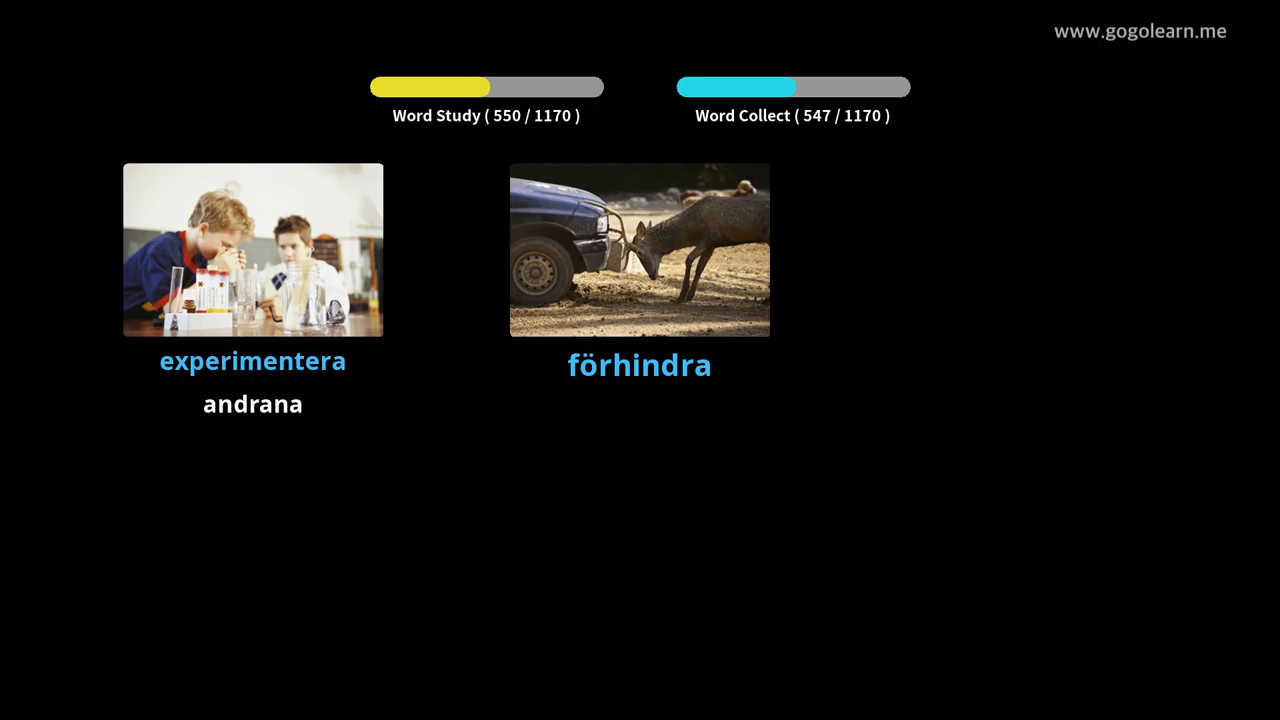 www.gogolearn.me
Word Study ( 550 / 1170 )
Word Collect ( 547 / 1170 )
experimentera
förhindra
andrana